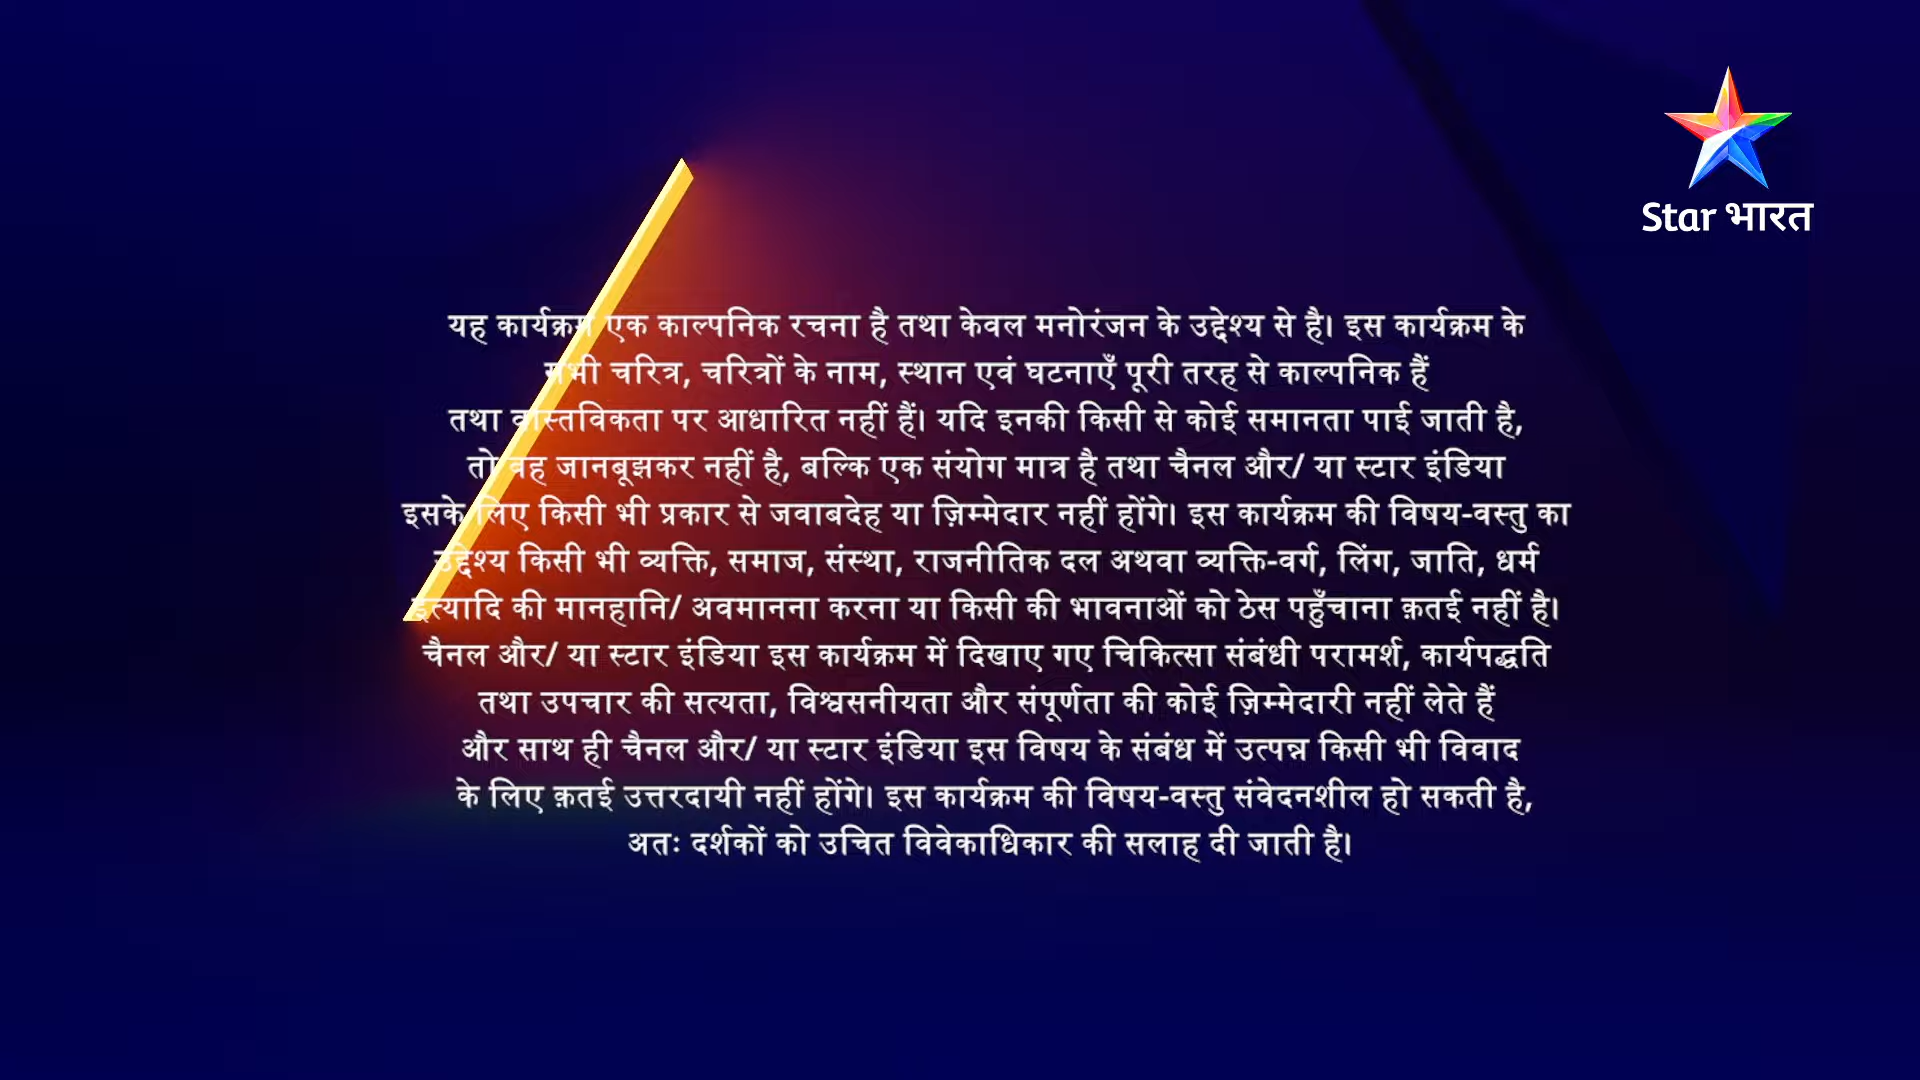 Star भारत
यह कार्यक्रम एक काल्पनिक रचना है तथा केवल मनोरंजन के उद्देश्य से है। इस कार्यक्रम के
सभी चरित्र, चरित्रों के नाम, स्थान एवं घटनाएँ पूरी तरह से काल्पनिक हैं
तथा वास्तविकता पर आधारित नहीं हैं। यदि इनकी किसी से कोई समानता पाई जाती है,
तो वह जानबूझकर नहीं है, बल्कि एक संयोग मात्र है तथा चैनल और/ या स्टार इंडिया
इसके लिए किसी भी प्रकार से जवाबदेह या ज़िम्मेदार नहीं होंगे। इस कार्यक्रम की विषय-वस्तु का
उद्देश्य किसी भी व्यक्ति, समाज, संस्था, राजनीतिक दल अथवा व्यक्ति-वर्ग, लिंग, जाति, धर्म
इत्यादि की मानहानि/ अवमानना करना या किसी की भावनाओं को ठेस पहुँचाना क़तई नहीं है।
चैनल और/ या स्टार इंडिया इस कार्यक्रम में दिखाए गए चिकित्सा संबंधी परामर्श, कार्यपद्धति
तथा उपचार की सत्यता, विश्वसनीयता और संपूर्णता की कोई ज़िम्मेदारी नहीं लेते हैं
और साथ ही चैनल और/ या स्टार इंडिया इस विषय के संबंध में उत्पन्न किसी भी विवाद
के लिए क़तई उत्तरदायी नहीं होंगे। इस कार्यक्रम की विषय-वस्तु संवेदनशील हो सकती है,
अतः दर्शकों को उचित विवेकाधिकार की सलाह दी जाती है।